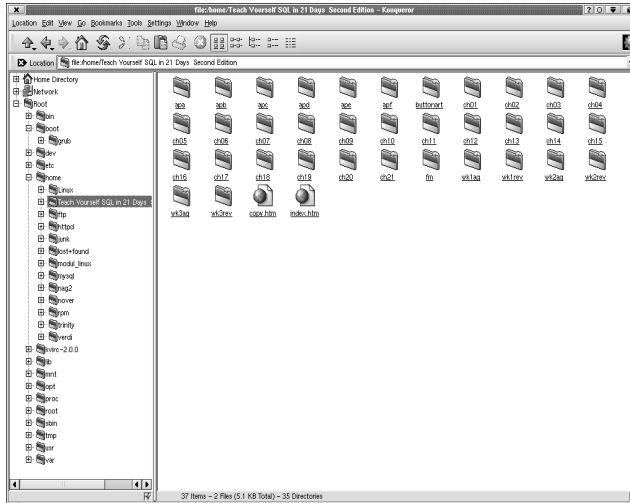 file:/home/Teach Yourself SQL in 21 Days Second Edition - Konqueror
Location Edit View Go Bookmarks Tools Settings Window Help
Location file:/home/Teach Yourself SQL in 21 Days Second Edition
Home Directory
Network
Root
bin
boot
grub
dev
etc
home
Linux
Teach Yourself SQL in 21 Days
ftp
httpd
junk
lost+found
modul_linux
mysql
nag2
nover
rpm
trinity
verdi
kvirc-2.0.0
lib
mnt
opt
proc
root
sbin
tmp
usr
var
apa apb apc apd ape apf buttonart ch01 ch02 ch03 ch04
ch05 ch06 ch07 ch08 ch09 ch10 ch11 ch12 ch13 ch14 ch15
ch16 ch17 ch18 ch19 ch20 ch21 fm wk1ag wk1rev wk2ag wk2rev
wk3ag wk3rev copy.htm index.htm
37 Items - 2 Files (5.1 KB Total) - 35 Directories